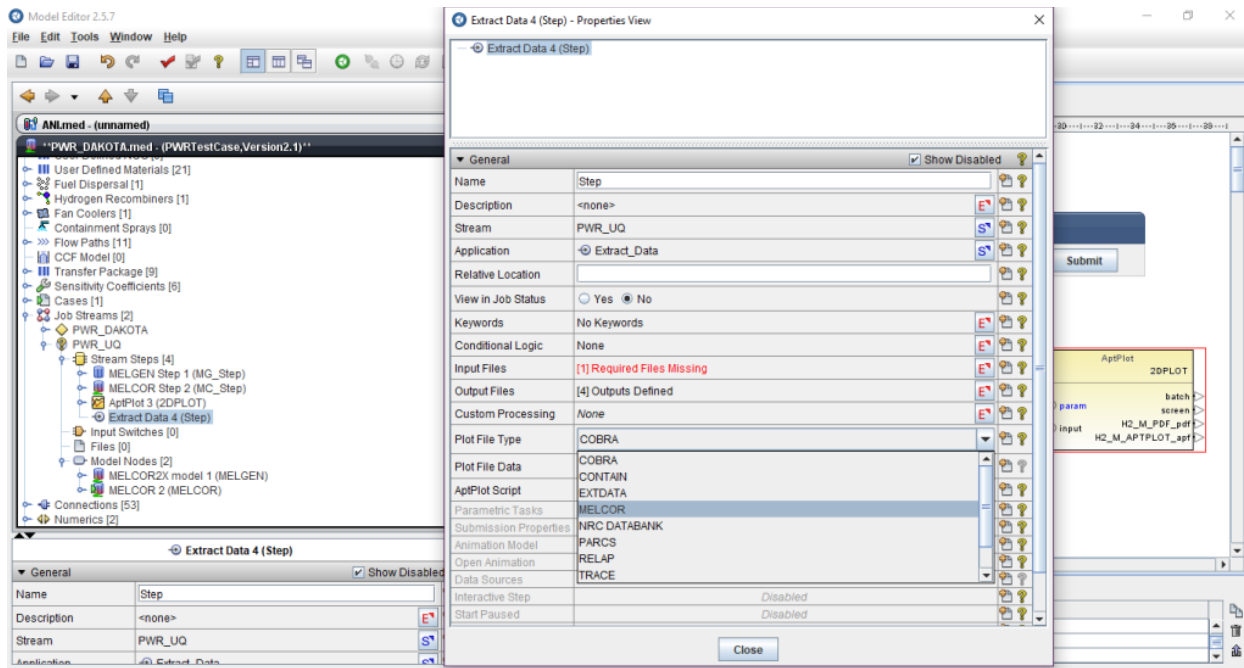 Model Editor 2.5.7
File Edit Tools Window Help
ANI.med - (unnamed)
**PWR_DAKOTA.med - (PWRTestCase,Version2.1)**
User Defined Materials [21]
Fuel Dispersal [1]
Hydrogen Recombiners [1]
Fan Coolers [1]
Containment Sprays [0]
Flow Paths [11]
CCF Model [0]
Transfer Package [9]
Sensitivity Coefficients [6]
Cases [1]
Job Streams [2]
PWR_DAKOTA
PWR_UQ
Stream Steps [4]
MELGEN Step 1 (MG_Step)
MELCOR Step 2 (MC_Step)
AptPlot 3 (2DPLOT)
Extract Data 4 (Step)
Input Switches [0]
Files [0]
Model Nodes [2]
MELCOR2X model 1 (MELGEN)
MELCOR 2 (MELCOR)
Connections [53]
Numerics [2]
Extract Data 4 (Step)
General Show Disabled
Name Step
Description <none> E
Stream PWR_UQ S
Application Extract_Data
Extract Data 4 (Step) - Properties View
Extract Data 4 (Step)
General Show Disabled
Name Step
Description <none> E
Stream PWR_UQ S
Application Extract_Data S
Relative Location
View in Job Status Yes No
Keywords No Keywords E
Conditional Logic None E
Input Files [1] Required Files Missing E
Output Files [4] Outputs Defined E
Custom Processing None E
Plot File Type COBRA
Plot File Data
AptPlot Script
Parametric Tasks
Submission Properties
Animation Model
Open Animation
Data Sources
COBRA
CONTAIN
EXTDATA
MELCOR
NRC DATABANK
PARCS
RELAP
TRACE
Interactive Step Disabled
Start Paused Disabled
Close
30 32 34 36 38
Submit
AptPlot
2DPLOT
batch
param
screen
input
H2_M_PDF_pdf
H2_M_APTPLOT_apf